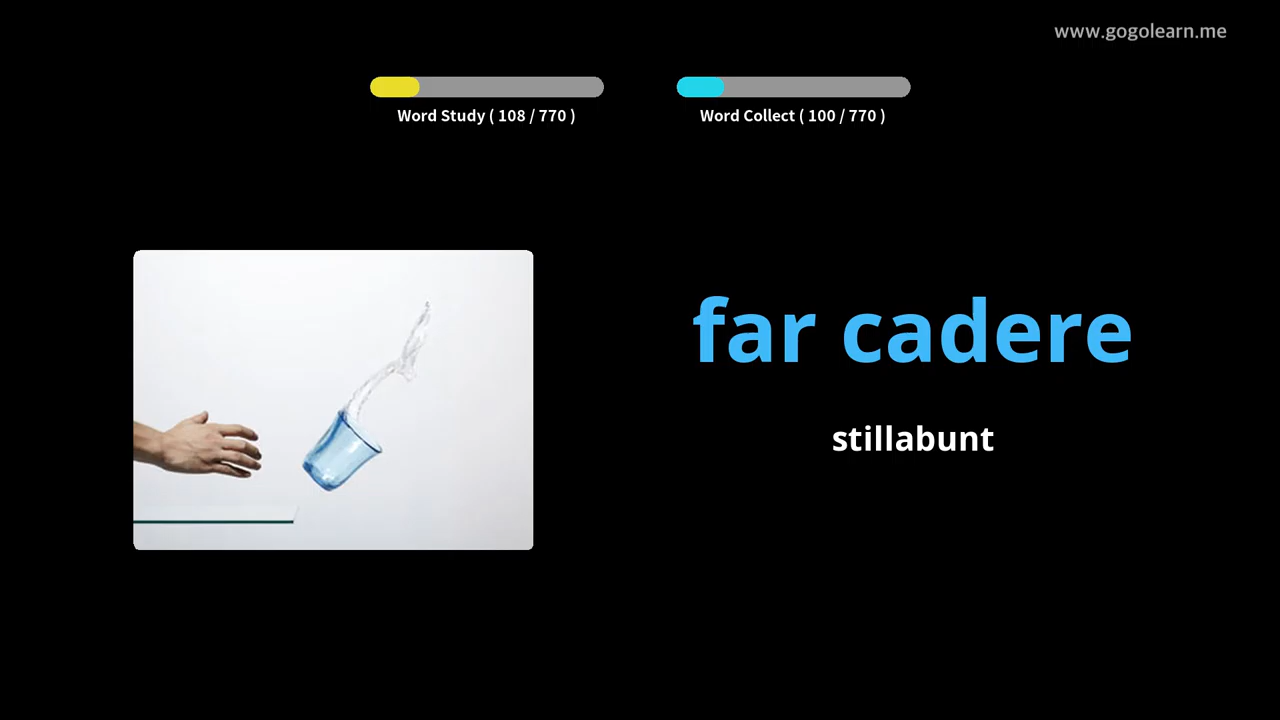 www.gogolearn.me
Word Study ( 108 / 770 )
Word Collect ( 100 / 770 )
far cadere
stillabunt